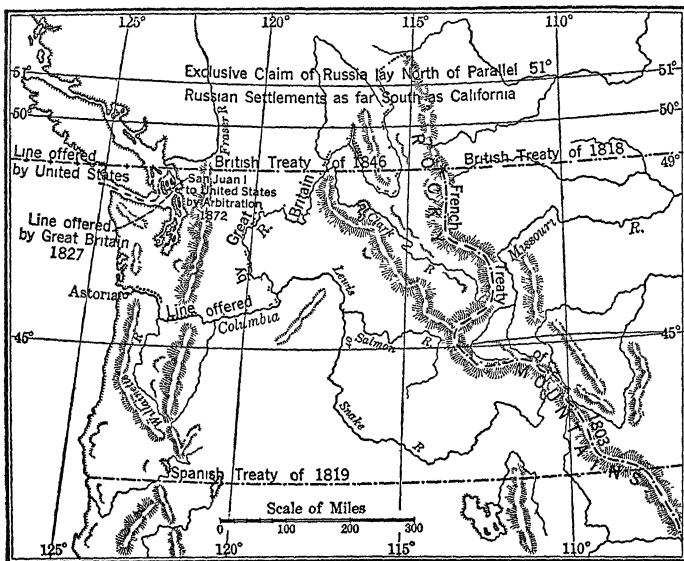 125°
120°
115°
110°
51°
Exclusive Claim of Russia lay North of Parallel 51°
51°
Russian Settlements as far South as California
50°
50°
Fraser R
Line offered
by United States
British Treaty of 1846
British Treaty of 1818
49°
San Juan I
to United States
by Arbitration
1872
Line offered
by Great Britain
1827
ROCKY
French
Treaty
of
1803
MOUNTAINS
Clark
R
Missouri
R.
Line offered
by
Great
Britain
R.
Columbia
Lewis
or
Snake
R.
Salmon
R.
Astoria
45°
45°
Willamette
R
Spanish Treaty of 1819
Scale of Miles
0 100 200 300
125°
120°
115°
110°